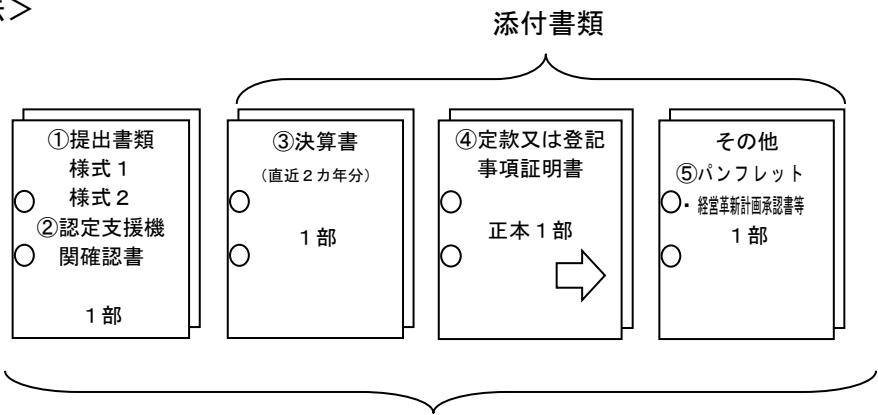 ＞
添付書類
①提出書類
様式１
様式２
②認定支援機
関確認書
１部
③決算書
（直近２カ年分）
１部
④定款又は登記
事項証明書
正本１部
その他
⑤パンフレット
・経営革新計画承認書等
１部